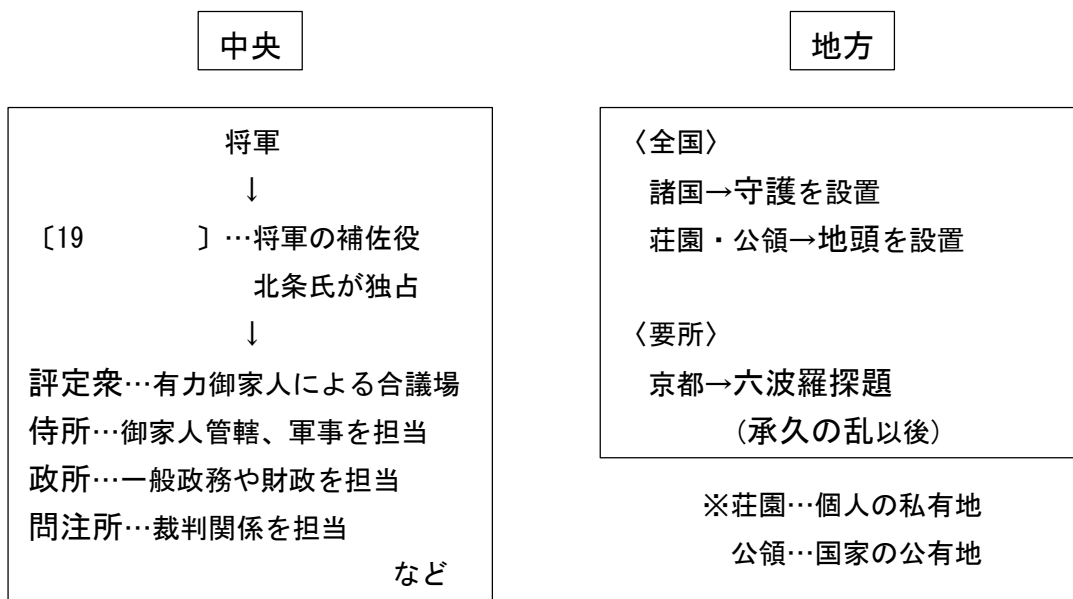 中央
将軍
↓
〔19　　　　〕…将軍の補佐役
北条氏が独占
↓
評定衆…有力御家人による合議場
侍所…御家人管轄、軍事を担当
政所…一般政務や財政を担当
問注所…裁判関係を担当
など
地方
〈全国〉
諸国→守護を設置
荘園・公領→地頭を設置
〈要所〉
京都→六波羅探題
（承久の乱以後）
※荘園…個人の私有地
公領…国家の公有地